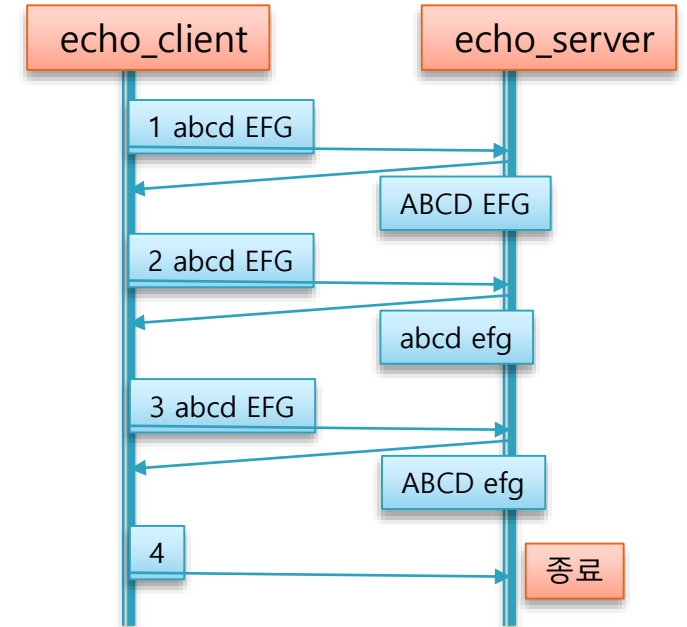 echo_client
echo_server
1 abcd EFG
ABCD EFG
2 abcd EFG
abcd efg
3 abcd EFG
ABCD efg
4
종료